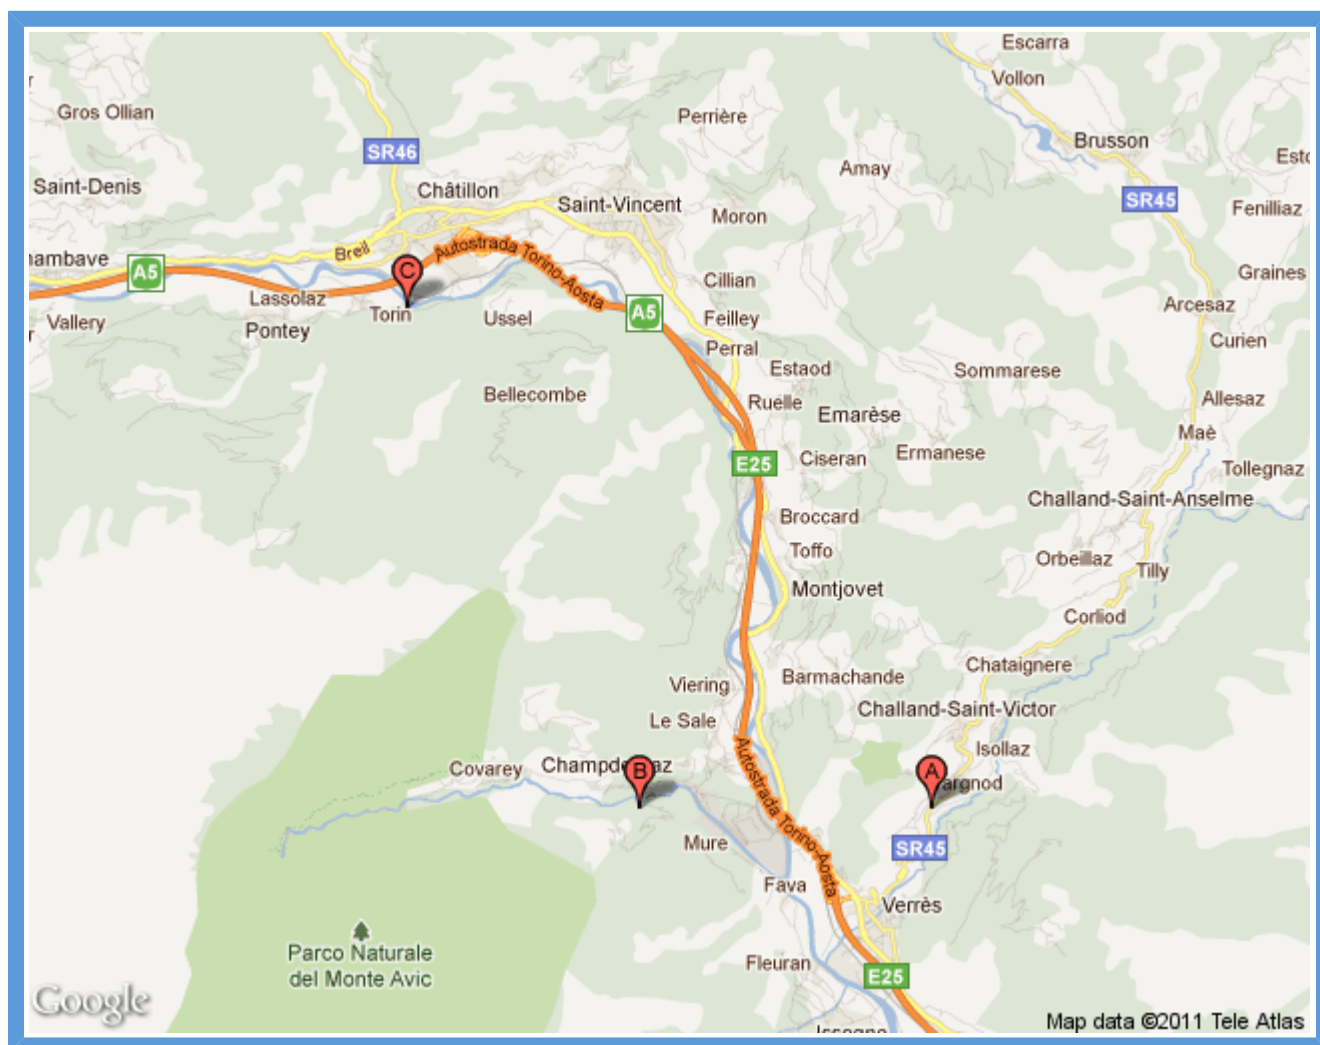 Escarra
Vollon
Gros Ollian
Perrière
Brusson
SR46
Amay
Saint-Denis
Châtillon
Saint-Vincent
SR45
Moron
Fenilliaz
Breil
Autostrada Torino-Aosta
A5
C
Cillian
Graines
Lassolaz
Arcesaz
Vallery
Pontey
Torin
Ussel
A5
Feilley
Perral
Curien
Estaod
Sommarese
Bellecombe
Ruelle
Emarèse
Allesaz
Maè
E25
Ciseran
Ermanese
Tollegnaz
Challand-Saint-Anselme
Broccard
Toffo
Orbeillaz
Tilly
Montjovet
Corliod
Chataignere
Viering
Barmachande
Le Sale
Challand-Saint-Victor
Isollaz
Covarey
B
A
Autostrada Torino-Aosta
Mure
SR45
Fava
Verrès
Parco Naturale
del Monte Avic
Fleuran
E25
Google
Map data ©2011 Tele Atlas